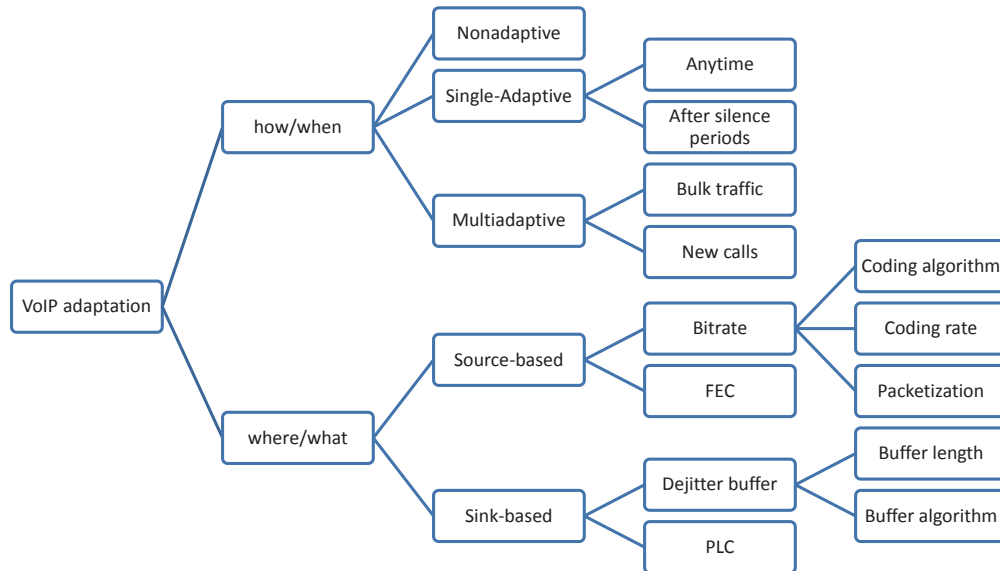 Nonadaptive
Single-Adaptive
Anytime
After silence
periods
how/when
Multiadaptive
Bulk traffic
New calls
VoIP adaptation
Source-based
Bitrate
Coding algorithm
Coding rate
Packetization
FEC
where/what
Sink-based
Dejitter buffer
Buffer length
Buffer algorithm
PLC